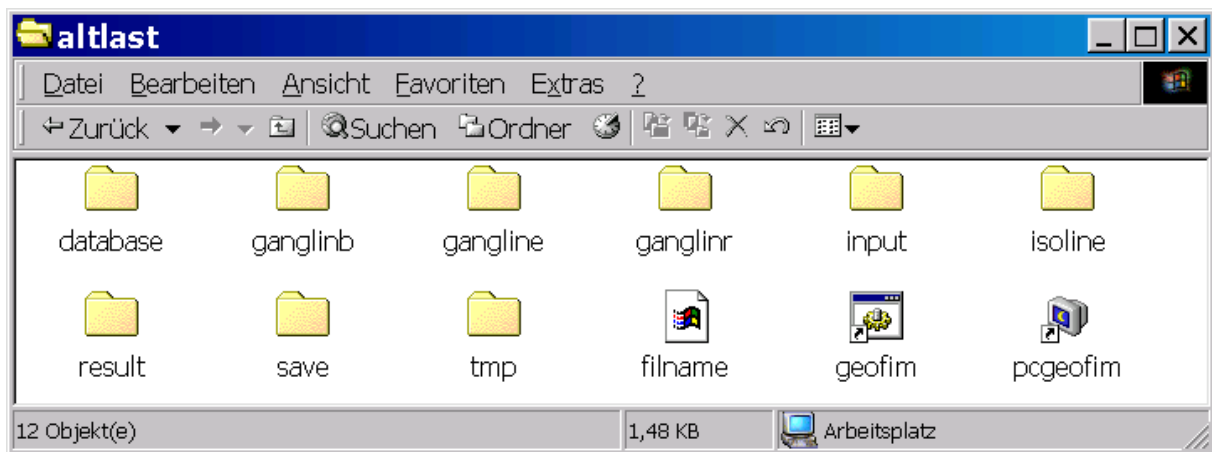 altlast
Datei Bearbeiten Ansicht Favoriten Extras ?
Zurück Suchen Ordner
database ganglinb gangline ganglinr input isoline
result save tmp filname geofim pcgeofim
12 Objekt(e) 1,48 KB Arbeitsplatz